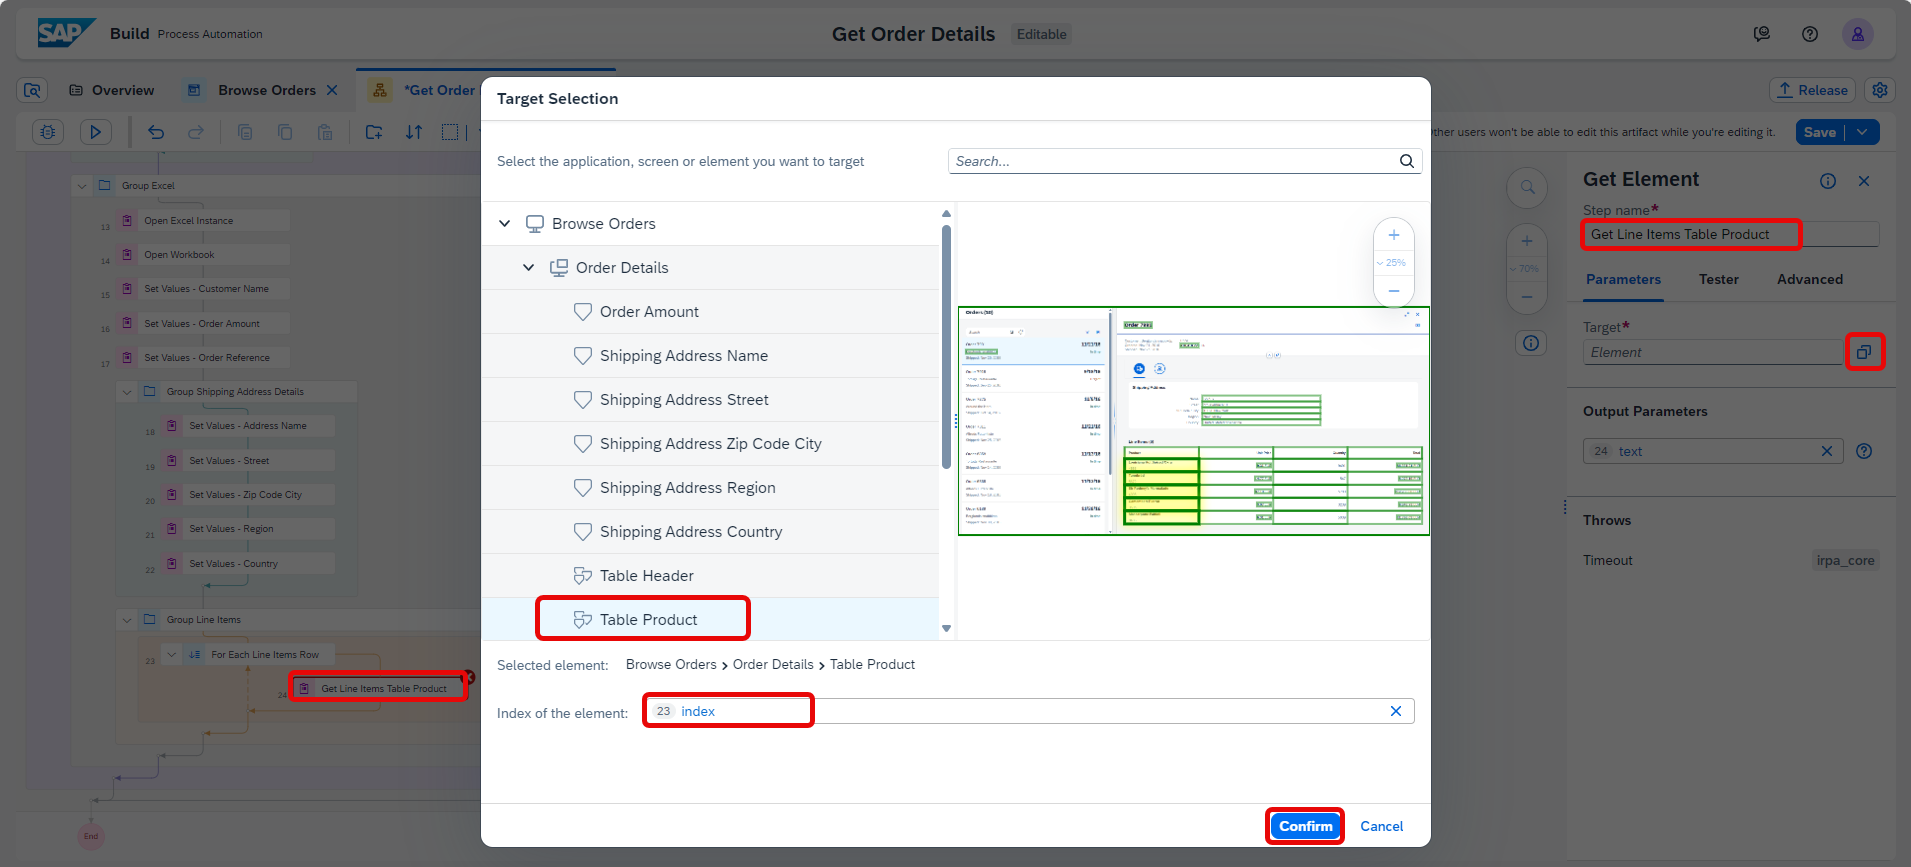 SAP Build Process Automation
Get Order Details Editable
Overview
Browse Orders
*Get Order
Release
Other users won't be able to edit this artifact while you're editing it.
Save
Group Excel
13 Open Excel Instance
14 Open Workbook
15 Set Values - Customer Name
16 Set Values - Order Amount
17 Set Values - Order Reference
Group Shipping Address Details
18 Set Values - Address Name
19 Set Values - Street
20 Set Values - Zip Code City
21 Set Values - Region
22 Set Values - Country
Group Line Items
23 For Each Line Items Row
24 Get Line Items Table Product
End
Target Selection
Select the application, screen or element you want to target
Search...
Browse Orders
Order Details
Order Amount
Shipping Address Name
Shipping Address Street
Shipping Address Zip Code City
Shipping Address Region
Shipping Address Country
Table Header
Table Product
25%
Selected element: Browse Orders > Order Details > Table Product
Index of the element: 23 index
Confirm Cancel
70%
Get Element
Step name*
Get Line Items Table Product
Parameters Tester Advanced
Target*
Element
Output Parameters
24 text
Throws
Timeout irpa_core